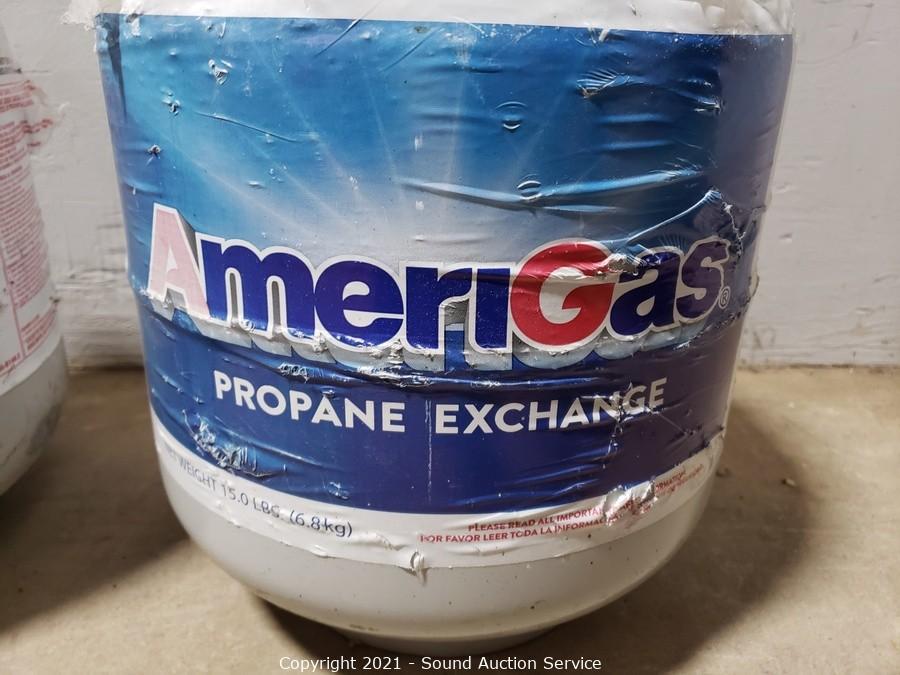 AmeriGas®
PROPANE EXCHANGE
NET WEIGHT 15.0 LBS. (6.8kg)
PLEASE READ ALL IMPORTANT INFORMATION
POR FAVOR LEER TODA LA
Copyright 2021 - Sound Auction Service